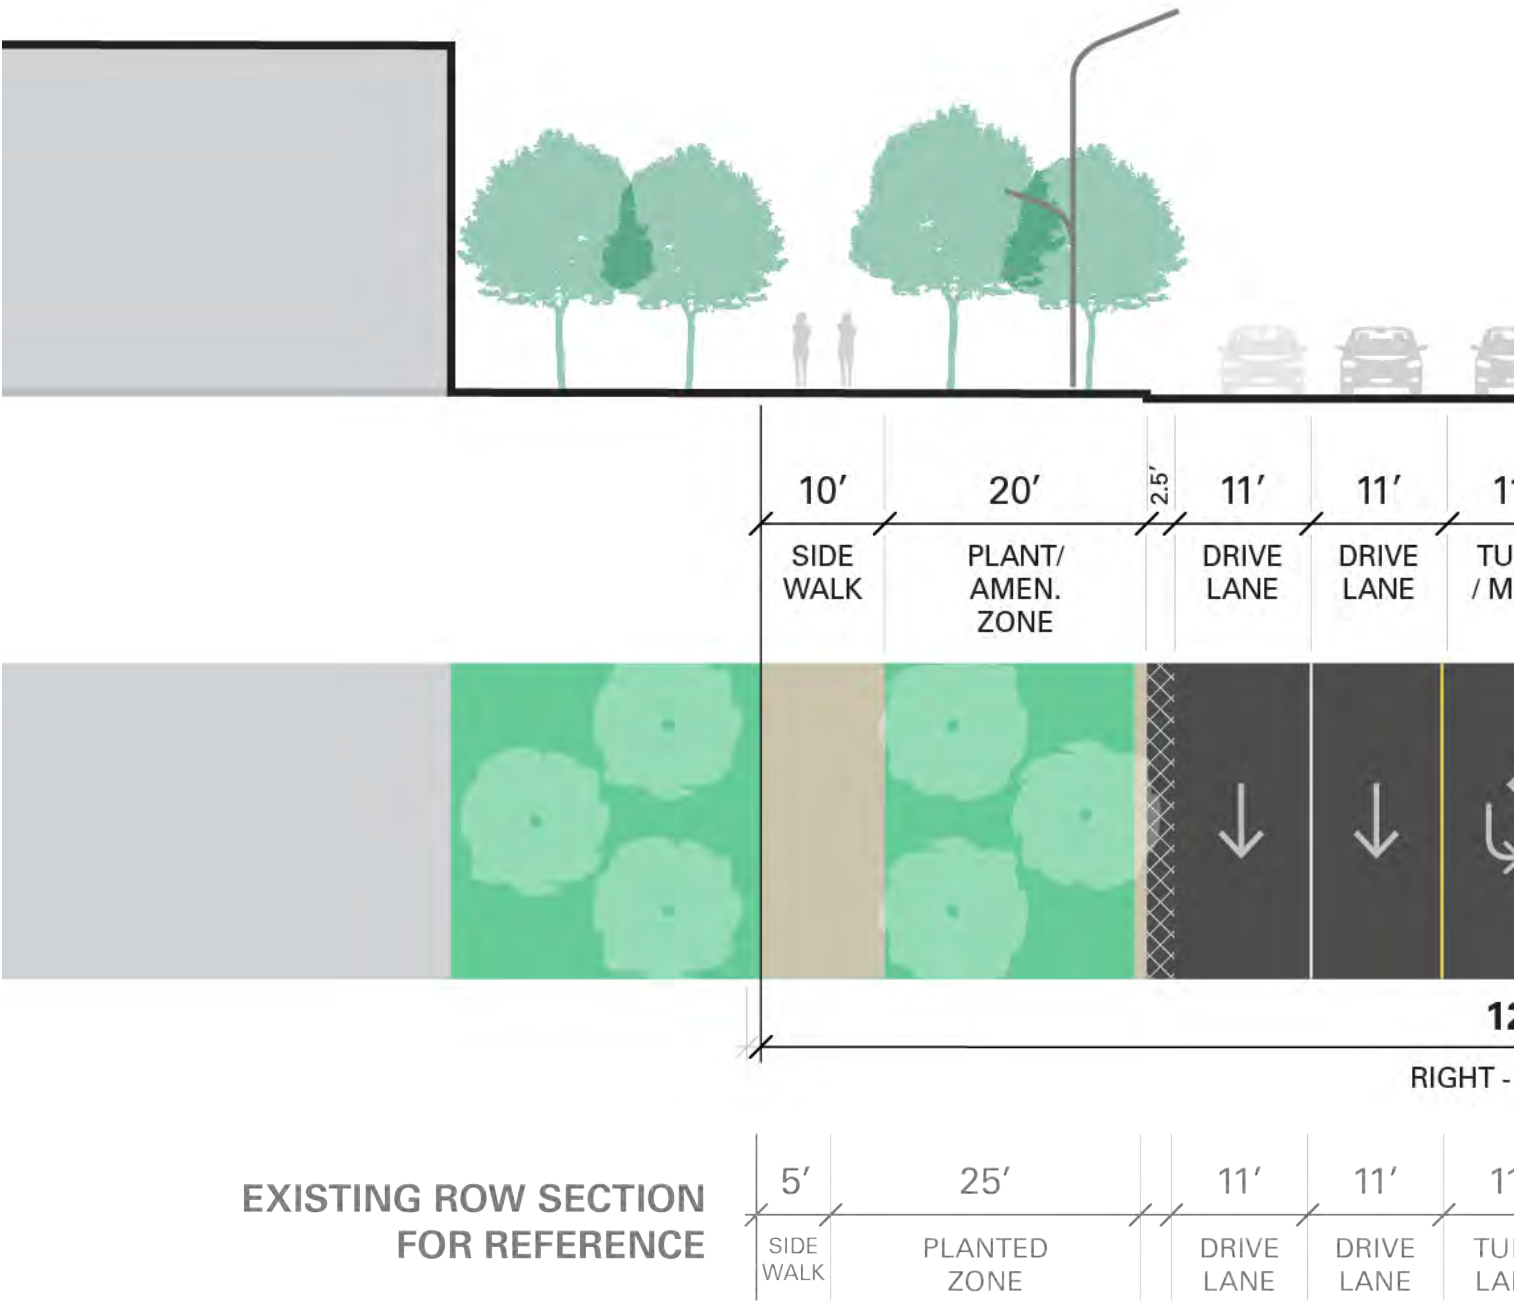 10′ 20′ 2.5′ 11′ 11′
SIDE PLANT/ DRIVE DRIVE
WALK AMEN. LANE LANE / M
ZONE
RIGHT -
5′ 25′ 11′ 11′
EXISTING ROW SECTION
FOR REFERENCE
SIDE PLANTED DRIVE DRIVE
WALK ZONE LANE LANE